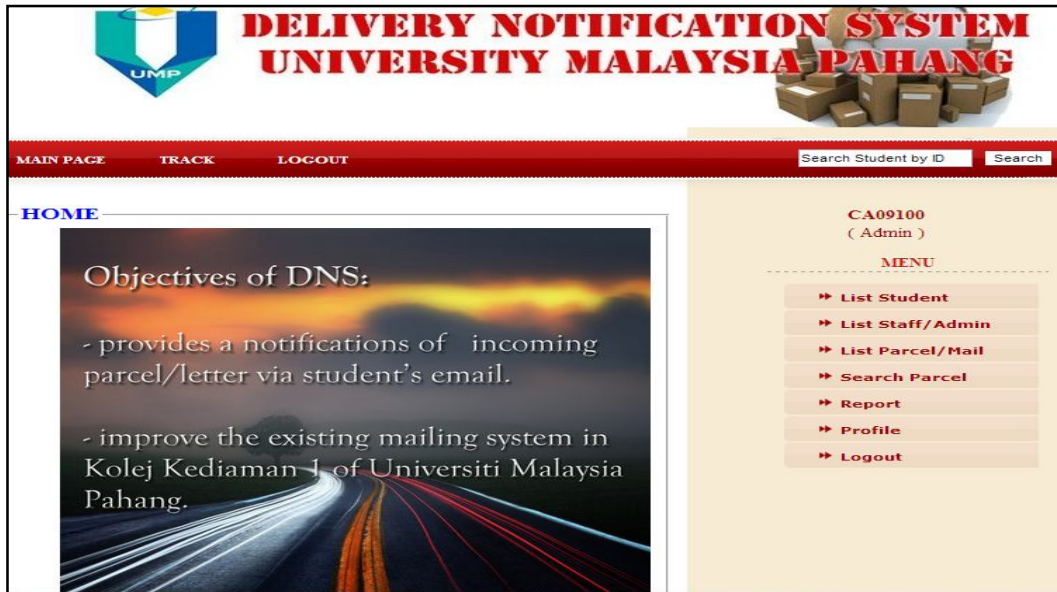 UMP
DELIVERY NOTIFICATION SYSTEM
UNIVERSITY MALAYSIA PAHANG
MAIN PAGE TRACK LOGOUT
Search Student by ID Search
HOME
Objectives of DNS:
- provides a notifications of incoming
parcel/letter via student's email.
- improve the existing mailing system in
Kolej Kediaman 1 of Universiti Malaysia
Pahang.
CA09100
( Admin )
MENU
List Student
List Staff/Admin
List Parcel/Mail
Search Parcel
Report
Profile
Logout